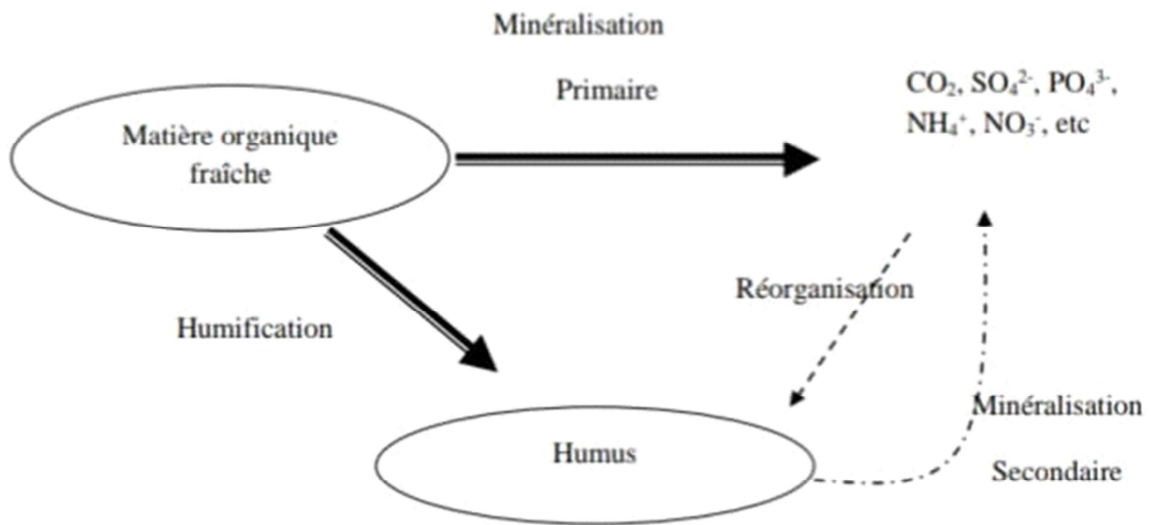 Minéralisation
Primaire
CO₂, SO₄²⁻, PO₄³⁻,
NH₄⁺, NO₃⁻, etc
Matière organique
fraîche
Réorganisation
Humification
Minéralisation
Secondaire
Humus